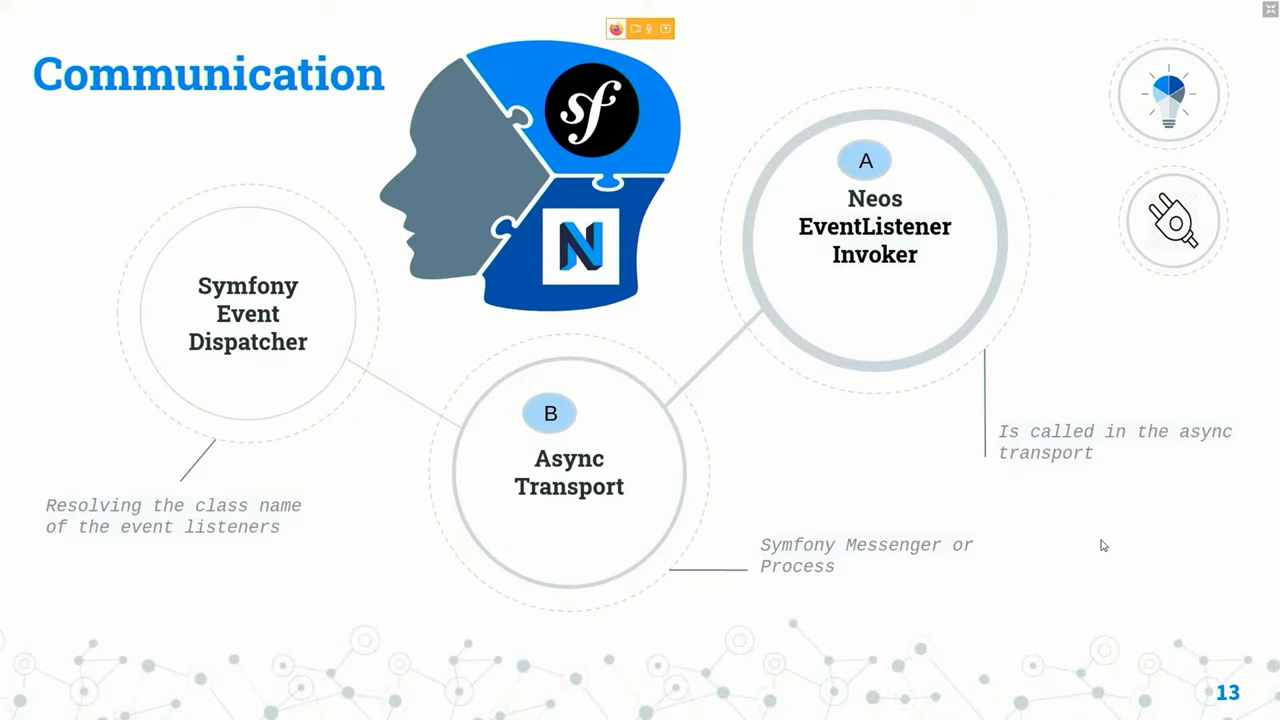 Communication
sf
N
A
Neos
EventListener
Invoker
Symfony
Event
Dispatcher
B
Async
Transport
Is called in the async
transport
Resolving the class name
of the event listeners
Symfony Messenger or
Process
13